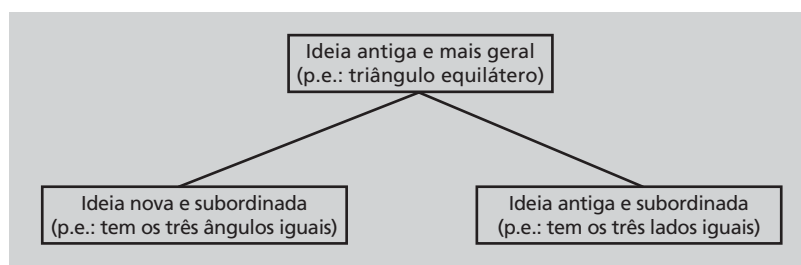 Ideia antiga e mais geral
(p.e.: triângulo equilátero)
Ideia nova e subordinada
(p.e.: tem os três ângulos iguais)
Ideia antiga e subordinada
(p.e.: tem os três lados iguais)